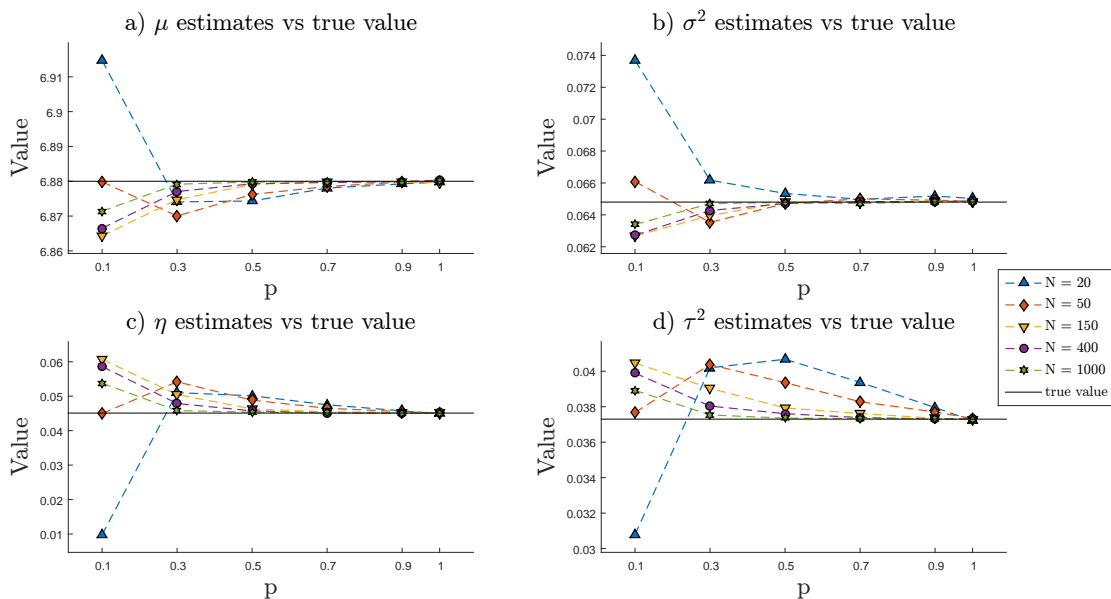 a) μ estimates vs true value
Value
6.91
6.9
6.89
6.88
6.87
6.86
0.1 0.3 0.5 0.7 0.9 1
p
b) σ² estimates vs true value
Value
0.074
0.072
0.07
0.068
0.066
0.064
0.062
0.1 0.3 0.5 0.7 0.9 1
p
c) η estimates vs true value
Value
0.06
0.05
0.04
0.03
0.02
0.01
0.1 0.3 0.5 0.7 0.9 1
p
d) τ² estimates vs true value
Value
0.04
0.038
0.036
0.034
0.032
0.03
0.1 0.3 0.5 0.7 0.9 1
p
N = 20
N = 50
N = 150
N = 400
N = 1000
true value